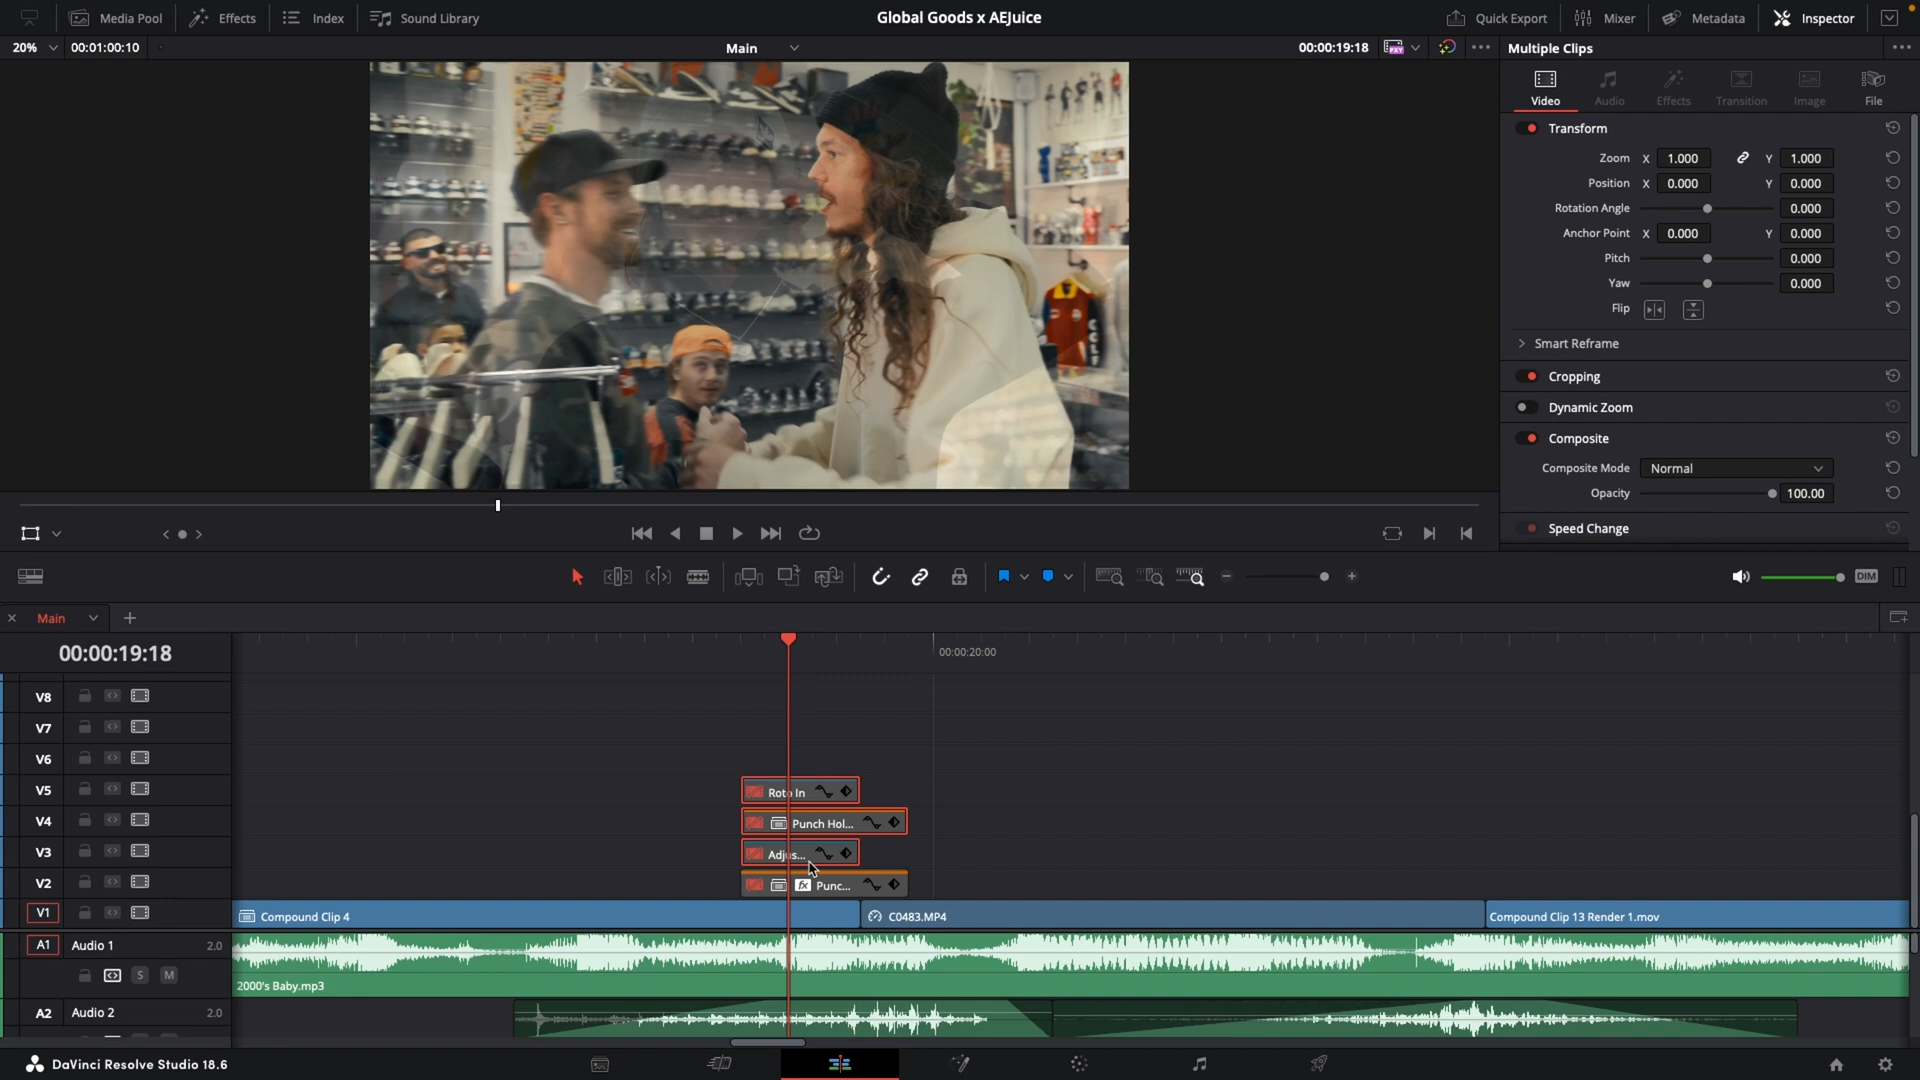 Media Pool Effects Index Sound Library Global Goods x AEJuice Quick Export Mixer Metadata Inspector
20% 00:01:00:10 Main 00:00:19:18 PXY Multiple Clips
Video Audio Effects Transition Image File
Transform
Zoom X 1.000 Y 1.000
Position X 0.000 Y 0.000
Rotation Angle 0.000
Anchor Point X 0.000 Y 0.000
Pitch 0.000
Yaw 0.000
Flip
Smart Reframe
Cropping
Dynamic Zoom
Composite
Composite Mode Normal
Opacity 100.00
Speed Change
DIM
Main
00:00:19:18 00:00:20:00
V8
V7
V6
V5 Roto In
V4 Punch Hol...
V3 Adjus...
V2 fx Punc...
V1 Compound Clip 4 C0483.MP4 Compound Clip 13 Render 1.mov
A1 Audio 1 2.0
S M
2000's Baby.mp3
A2 Audio 2 2.0
DaVinci Resolve Studio 18.6